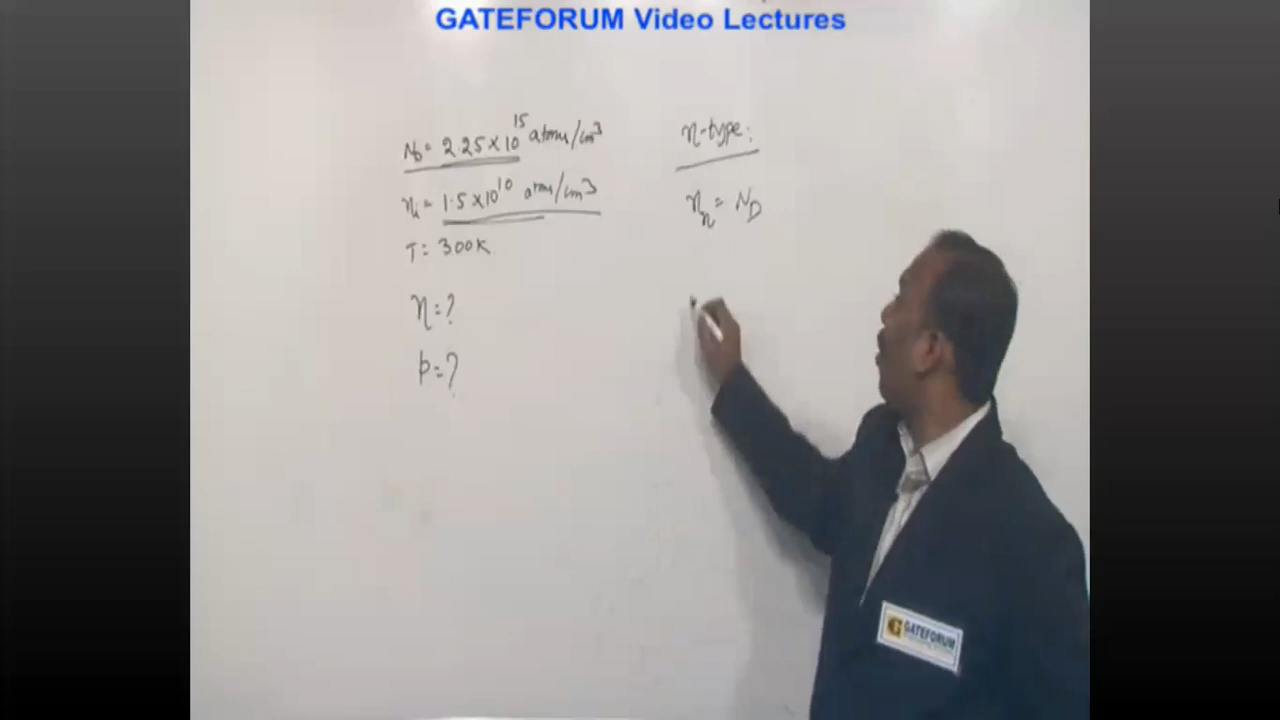 GATEFORUM Video Lectures
N_D = 2.25×10^15 atoms/cm^3
n_i = 1.5×10^10 atoms/cm^3
T = 300K
n = ?
p = ?
n-type:
n_n = N_D
GATEFORUM